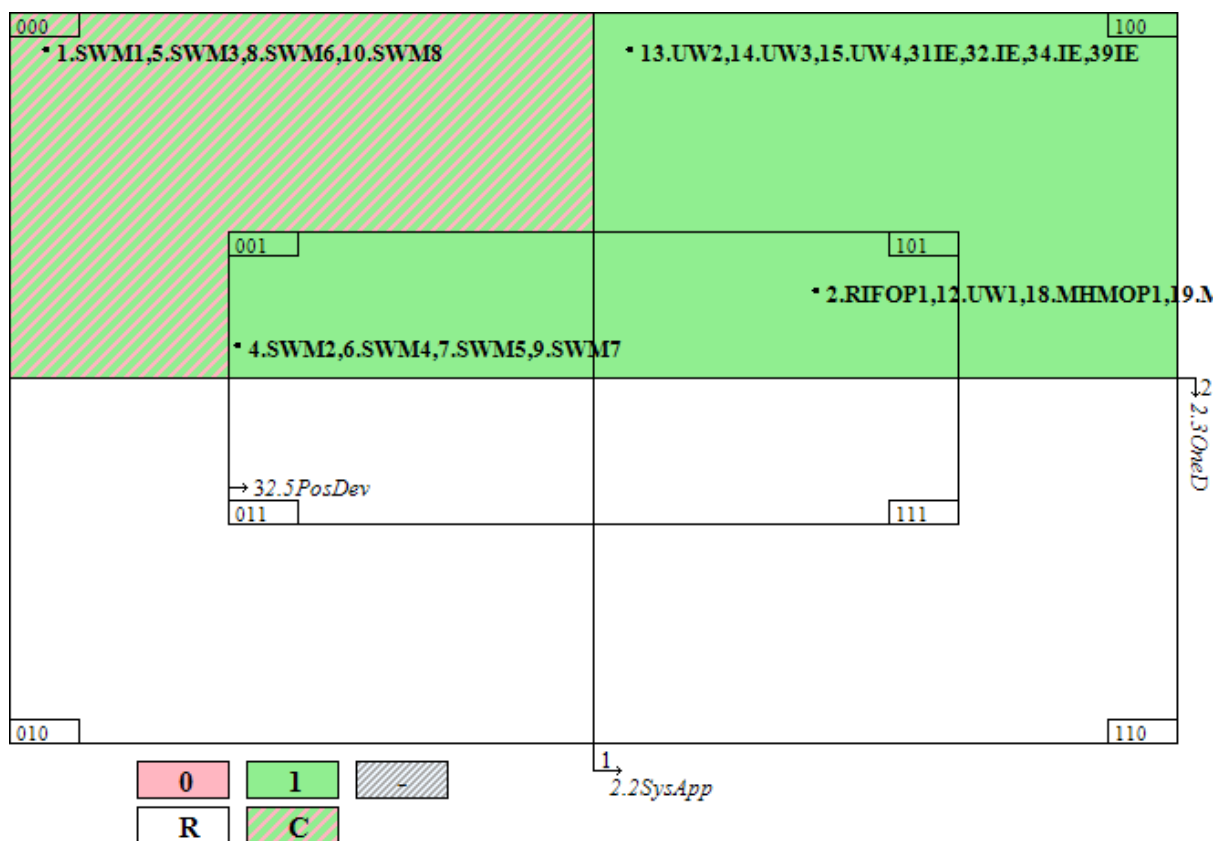 000
100
1.SWM1,5.SWM3,8.SWM6,10.SWM8
13.UW2,14.UW3,15.UW4,31IE,32.IE,34.IE,39IE
001
101
2.RIFOP1,12.UW1,18.MHMOP1,19.M
4.SWM2,6.SWM4,7.SWM5,9.SWM7
2
2.3OneD
32.5PosDev
011
111
010
110
1
2.2SysApp
0 1 -
R C